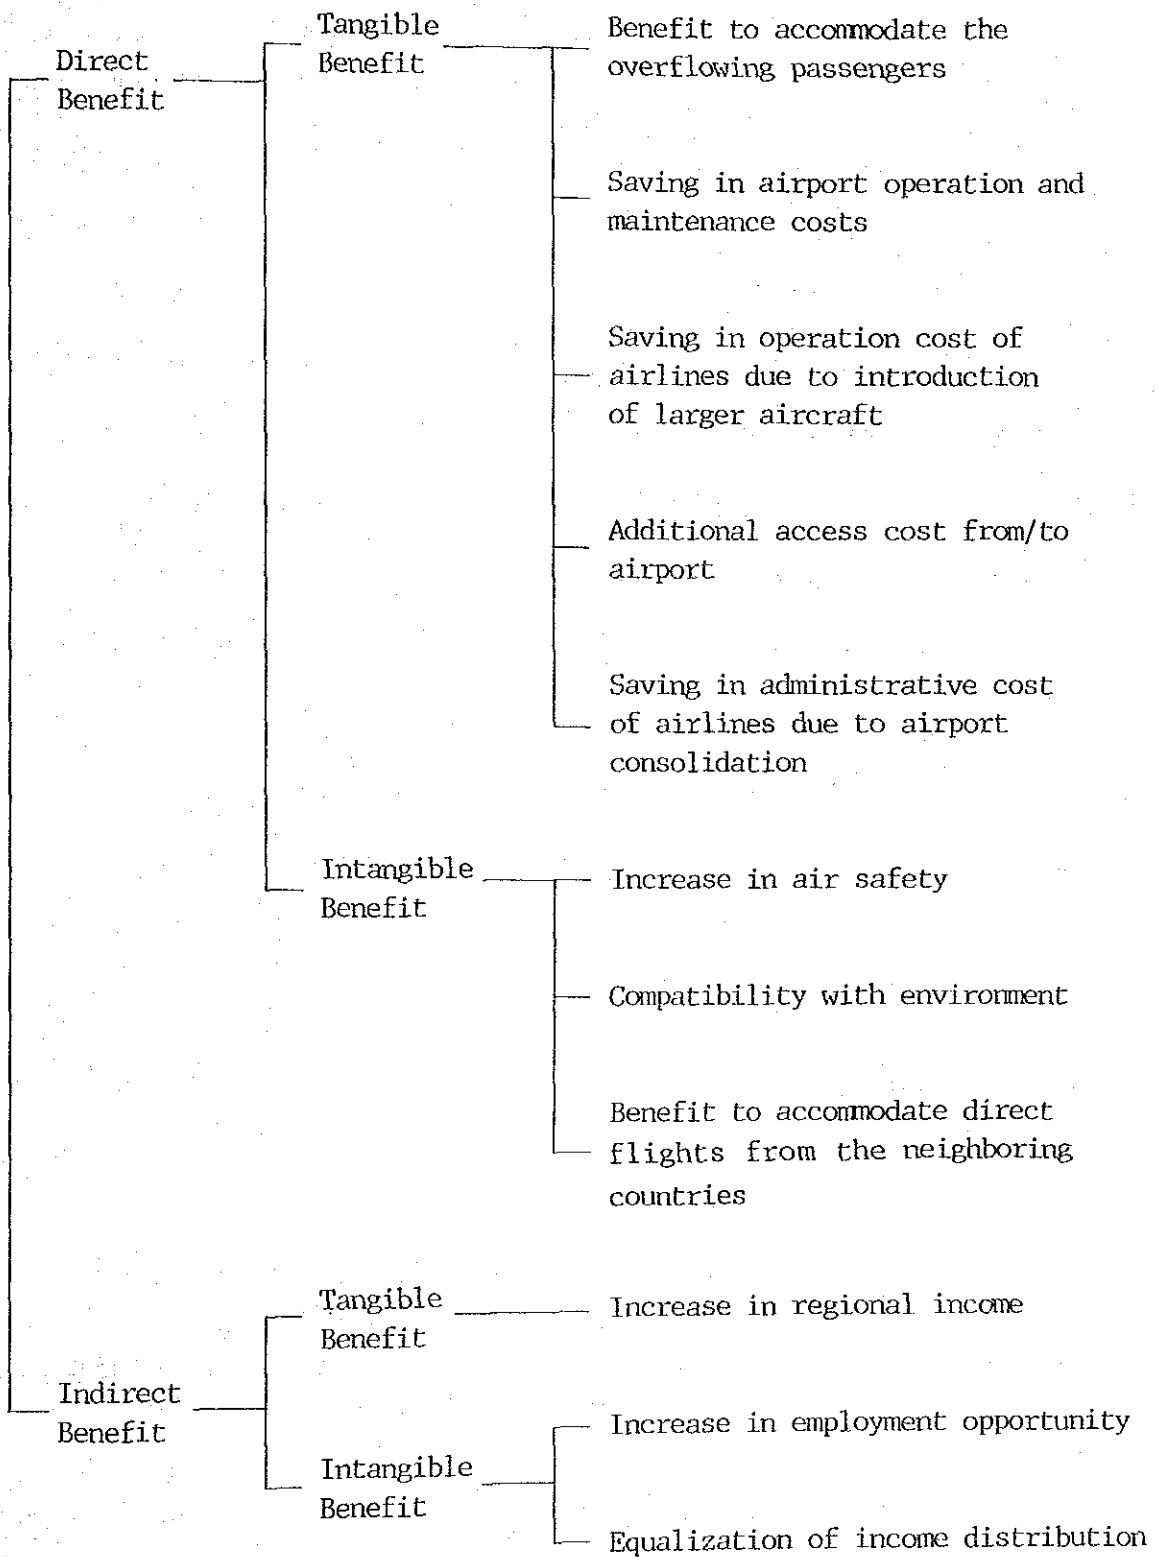 Direct
Benefit
Tangible
Benefit
Benefit to accommodate the
overflowing passengers
Saving in airport operation and
maintenance costs
Saving in operation cost of
airlines due to introduction
of larger aircraft
Additional access cost from/to
airport
Saving in administrative cost
of airlines due to airport
consolidation
Intangible
Benefit
Increase in air safety
Compatibility with environment
Benefit to accommodate direct
flights from the neighboring
countries
Indirect
Benefit
Tangible
Benefit
Increase in regional income
Intangible
Benefit
Increase in employment opportunity
Equalization of income distribution